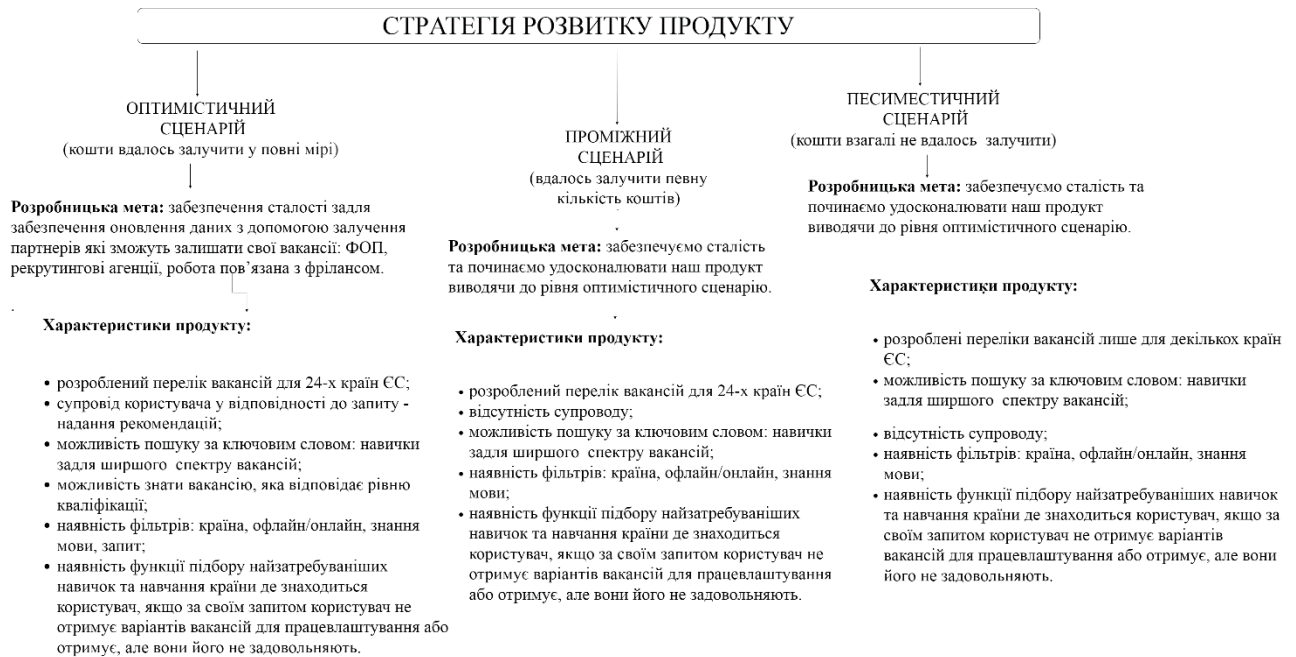 СТРАТЕГІЯ РОЗВИТКУ ПРОДУКТУ
ОПТИМІСТИЧНИЙ
СЦЕНАРІЙ
(кошти вдалось залучити у повні мірі)
Розробницька мета: забезпечення сталості задля
забезпечення оновлення даних з допомогою залучення
партнерів які зможуть залишати свої вакансії: ФОП,
рекрутингові агенції, робота пов’язана з фрілансом.
Характеристики продукту:
• розроблений перелік вакансій для 24-х країн ЄС;
• супровід користувача у відповідності до запиту -
надання рекомендацій;
• можливість пошуку за ключовим словом: навички
задля ширшого спектру вакансій;
• можливість знати вакансію, яка відповідає рівню
кваліфікації;
• наявність фільтрів: країна, офлайн/онлайн, знання
мови, запит;
• наявність функції підбору найзатребуваніших
навичок та навчання країни де знаходиться
користувач, якщо за своїм запитом користувач не
отримує варіантів вакансій для працевлаштування або
отримує, але вони його не задовольняють.
ПРОМІЖНИЙ
СЦЕНАРІЙ
(вдалось залучити певну
кількість коштів)
Розробницька мета: забезпечуємо сталість
та починаємо удосконалювати наш продукт
виводячи до рівня оптимістичного сценарію.
Характеристики продукту:
• розроблений перелік вакансій для 24-х країн ЄС;
• відсутність супроводу;
• можливість пошуку за ключовим словом: навички
задля ширшого спектру вакансій;
• наявність фільтрів: країна, офлайн/онлайн, знання
мови;
• наявність функції підбору найзатребуваніших
навичок та навчання країни де знаходиться
користувач, якщо за своїм запитом користувач не
отримує варіантів вакансій для працевлаштування
або отримує, але вони його не задовольняють.
ПЕСИМЕСТИЧНИЙ
СЦЕНАРІЙ
(кошти взагалі не вдалось залучити)
Розробницька мета: забезпечуємо сталість та
починаємо удосконалювати наш продукт
виводячи до рівня оптимістичного сценарію.
Характеристики продукту:
• розроблені переліки вакансій лише для декількох країн
ЄС;
• можливість пошуку за ключовим словом: навички
задля ширшого спектру вакансій;
• відсутність супроводу;
• наявність фільтрів: країна, офлайн/онлайн, знання
мови;
• наявність функції підбору найзатребуваніших навичок
та навчання країни де знаходиться користувач, якщо за
своїм запитом користувач не отримує варіантів
вакансій для працевлаштування або отримує, але вони
його не задовольняють.